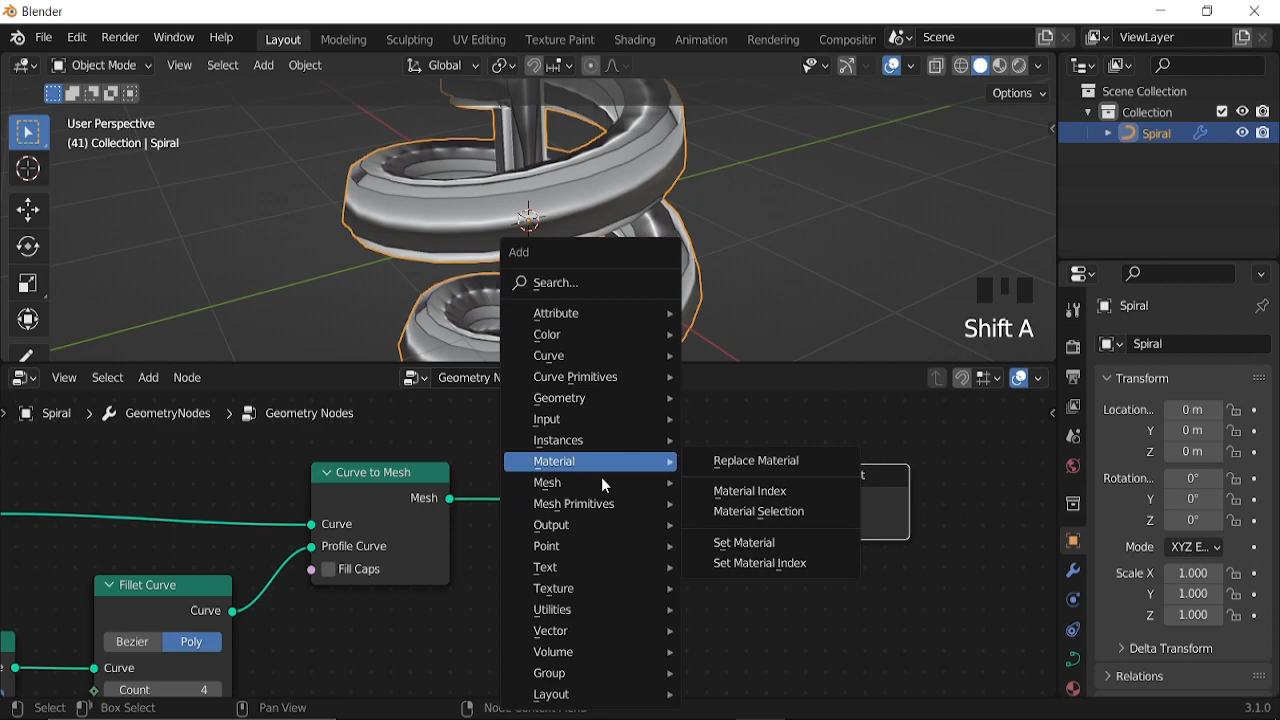 Blender
File Edit Render Window Help Layout Modeling Sculpting UV Editing Texture Paint Shading Animation Rendering Compositin Scene ViewLayer
Object Mode View Select Add Object Global
Options
User Perspective
(41) Collection | Spiral
Scene Collection
Collection
Spiral
Shift A
Add
Search...
Attribute
Color
Curve
Curve Primitives
Geometry
Input
Instances
Material
Mesh
Mesh Primitives
Output
Point
Text
Texture
Utilities
Vector
Volume
Group
Layout
Replace Material
Material Index
Material Selection
Set Material
Set Material Index
View Select Add Node Geometry N
Spiral GeometryNodes Geometry Nodes
Curve to Mesh
Mesh
Curve
Profile Curve
Fill Caps
Fillet Curve
Curve
Bezier Poly
Curve
Count 4
t
Spiral
Spiral
Transform
Location... 0 m
Y 0 m
Z 0 m
Rotation... 0°
Y 0°
Z 0°
Mode XYZ E...
Scale X 1.000
Y 1.000
Z 1.000
Delta Transform
Relations
Select Box Select Pan View Node Context Menu 3.1.0